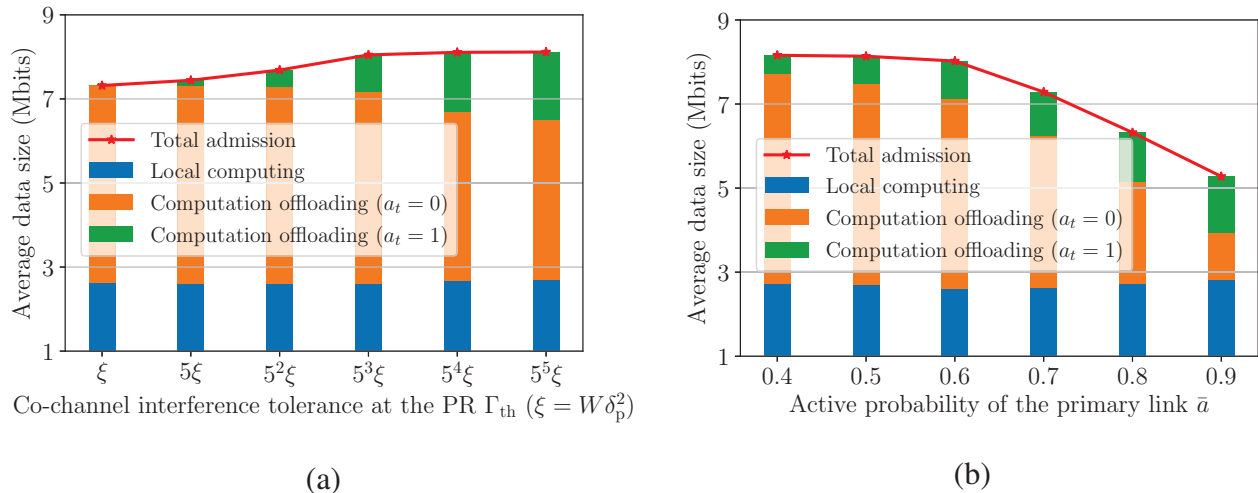 9
7
5
3
1
Average data size (Mbits)
Total admission
Local computing
Computation offloading (a_t = 0)
Computation offloading (a_t = 1)
ξ 5ξ 5²ξ 5³ξ 5⁴ξ 5⁵ξ
Co-channel interference tolerance at the PR Γ_th (ξ = Wδ_p²)
(a)
9
7
5
3
1
Average data size (Mbits)
Total admission
Local computing
Computation offloading (a_t = 0)
Computation offloading (a_t = 1)
0.4 0.5 0.6 0.7 0.8 0.9
Active probability of the primary link ā
(b)